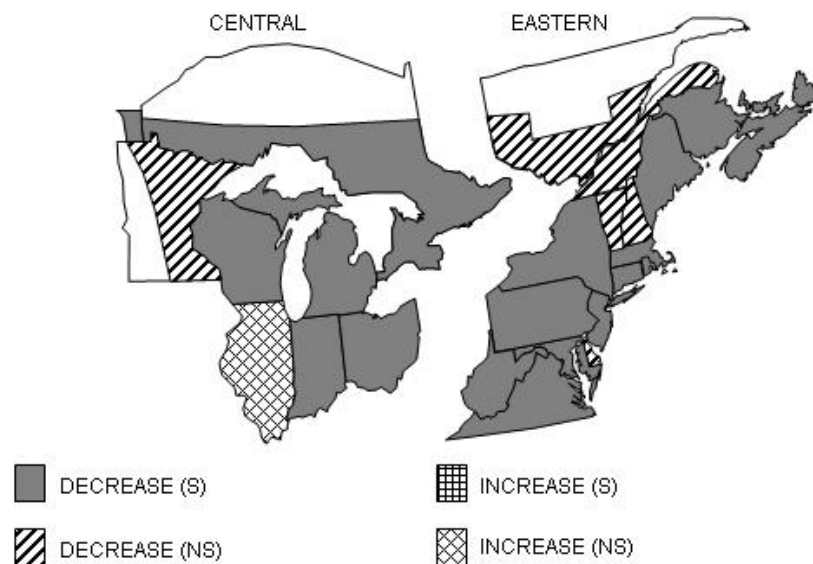 CENTRAL
EASTERN
DECREASE (S)
INCREASE (S)
DECREASE (NS)
INCREASE (NS)